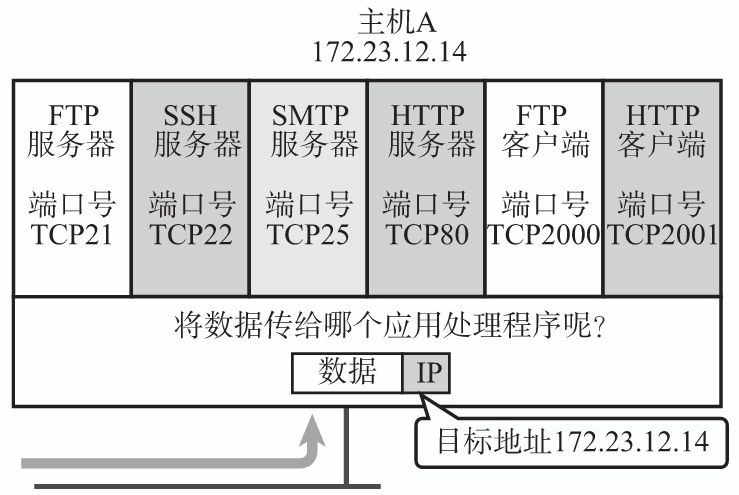 主机A
172.23.12.14
FTP
服务器
端口号
TCP21
SSH
服务器
端口号
TCP22
SMTP
服务器
端口号
TCP25
HTTP
服务器
端口号
TCP80
FTP
客户端
端口号
TCP2000
HTTP
客户端
端口号
TCP2001
将数据传给哪个应用处理程序呢?
数据 IP
目标地址172.23.12.14